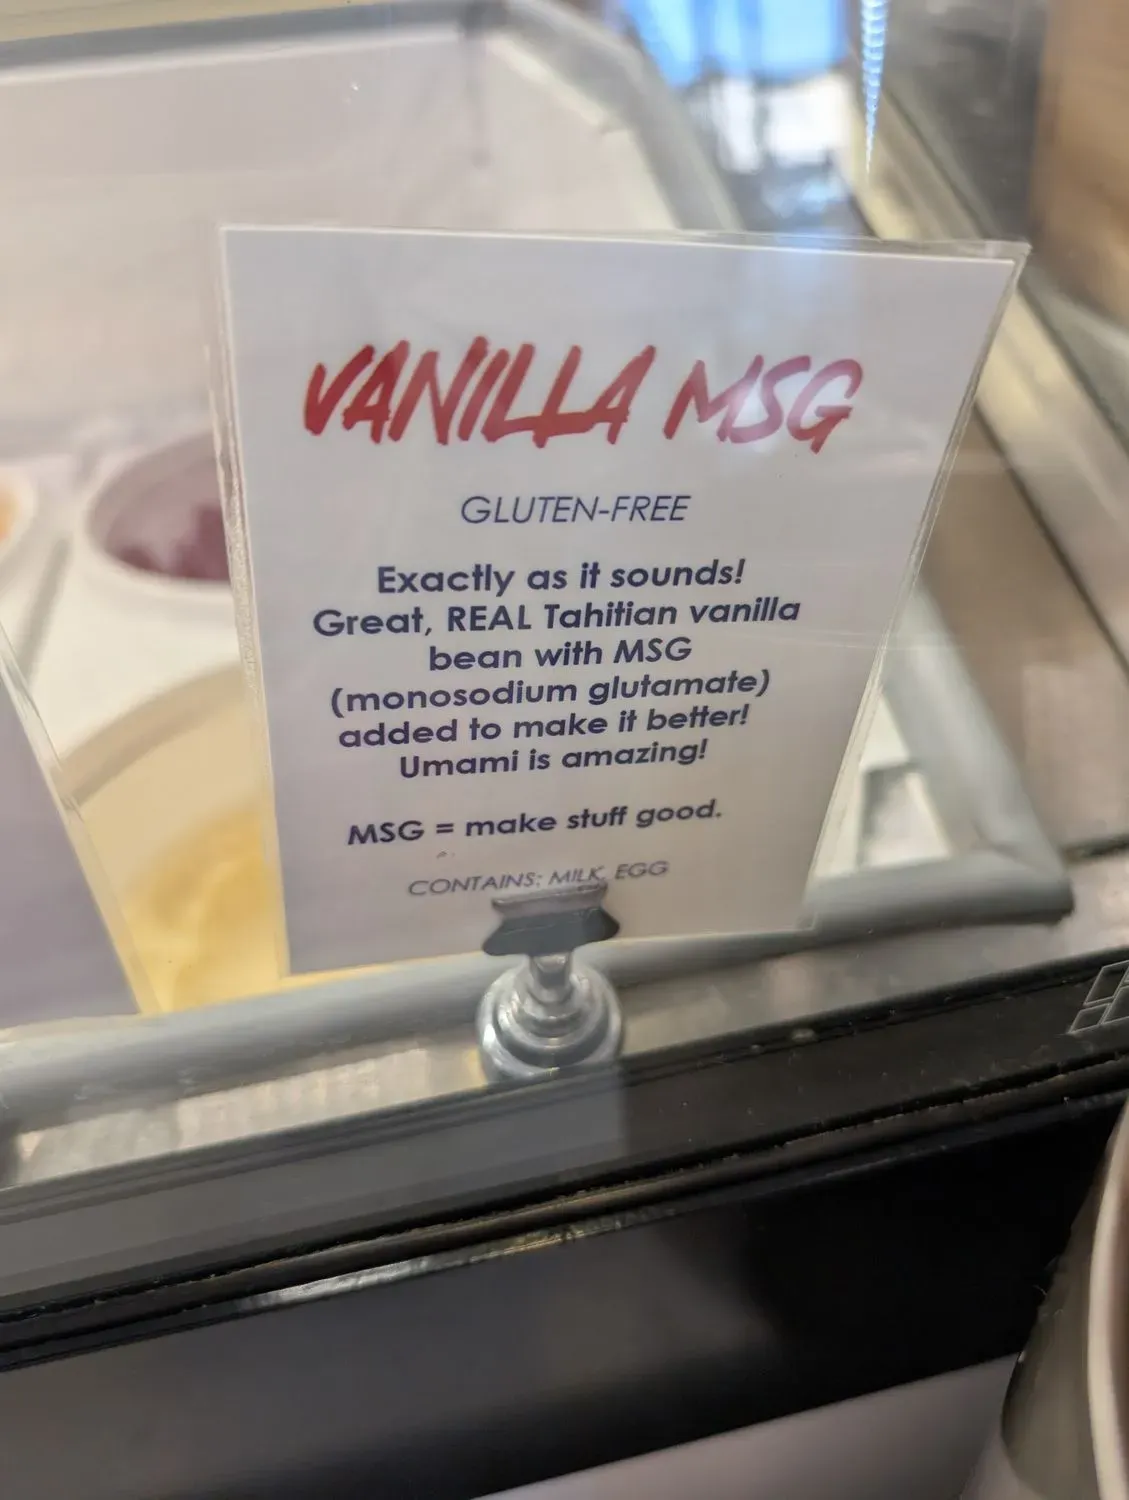 VANILLA MSG
GLUTEN-FREE
Exactly as it sounds!
Great, REAL Tahitian vanilla
bean with MSG
(monosodium glutamate)
added to make it better!
Umami is amazing!
MSG = make stuff good.
CONTAINS: MILK, EGG